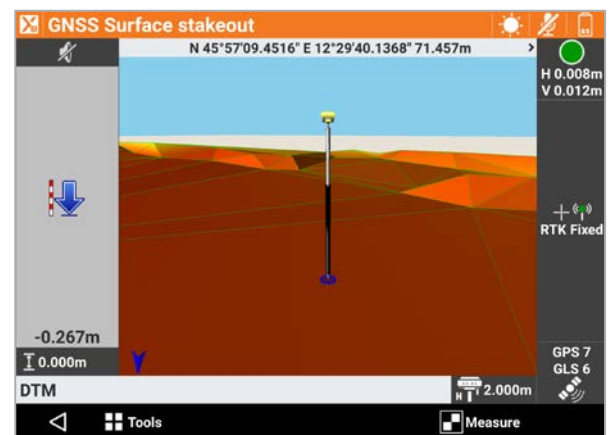 GNSS Surface stakeout
85
N 45°57'09.4516" E 12°29'40.1368" 71.457m >
H 0.008m
V 0.012m
RTK Fixed
-0.267m
0.000m
GPS 7
GLS 6
DTM
H 2.000m
Tools
Measure